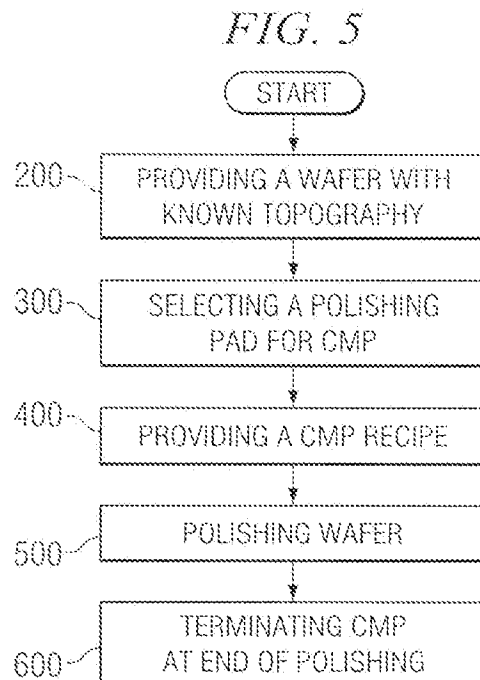 FIG. 5
START
200
PROVIDING A WAFER WITH
KNOWN TOPOGRAPHY
300
SELECTING A POLISHING
PAD FOR CMP
400
PROVIDING A CMP RECIPE
500
POLISHING WAFER
600
TERMINATING CMP
AT END OF POLISHING